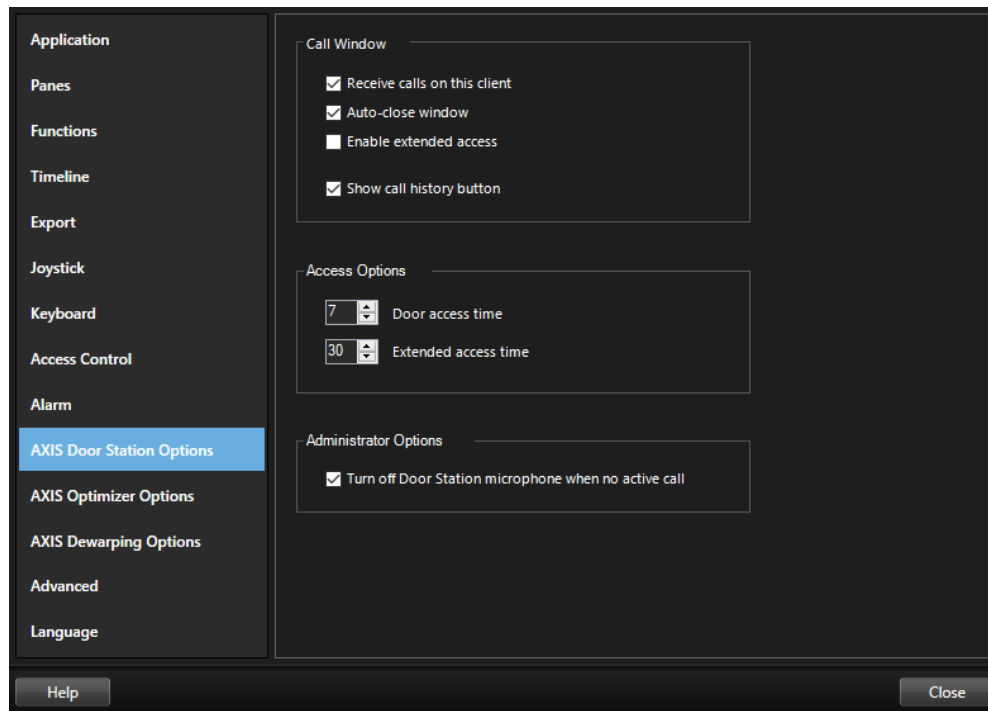 Application
Panes
Functions
Timeline
Export
Joystick
Keyboard
Access Control
Alarm
AXIS Door Station Options
AXIS Optimizer Options
AXIS Dewarping Options
Advanced
Language
Call Window
Receive calls on this client
Auto-close window
Enable extended access
Show call history button
Access Options
7 Door access time
30 Extended access time
Administrator Options
Turn off Door Station microphone when no active call
Help
Close